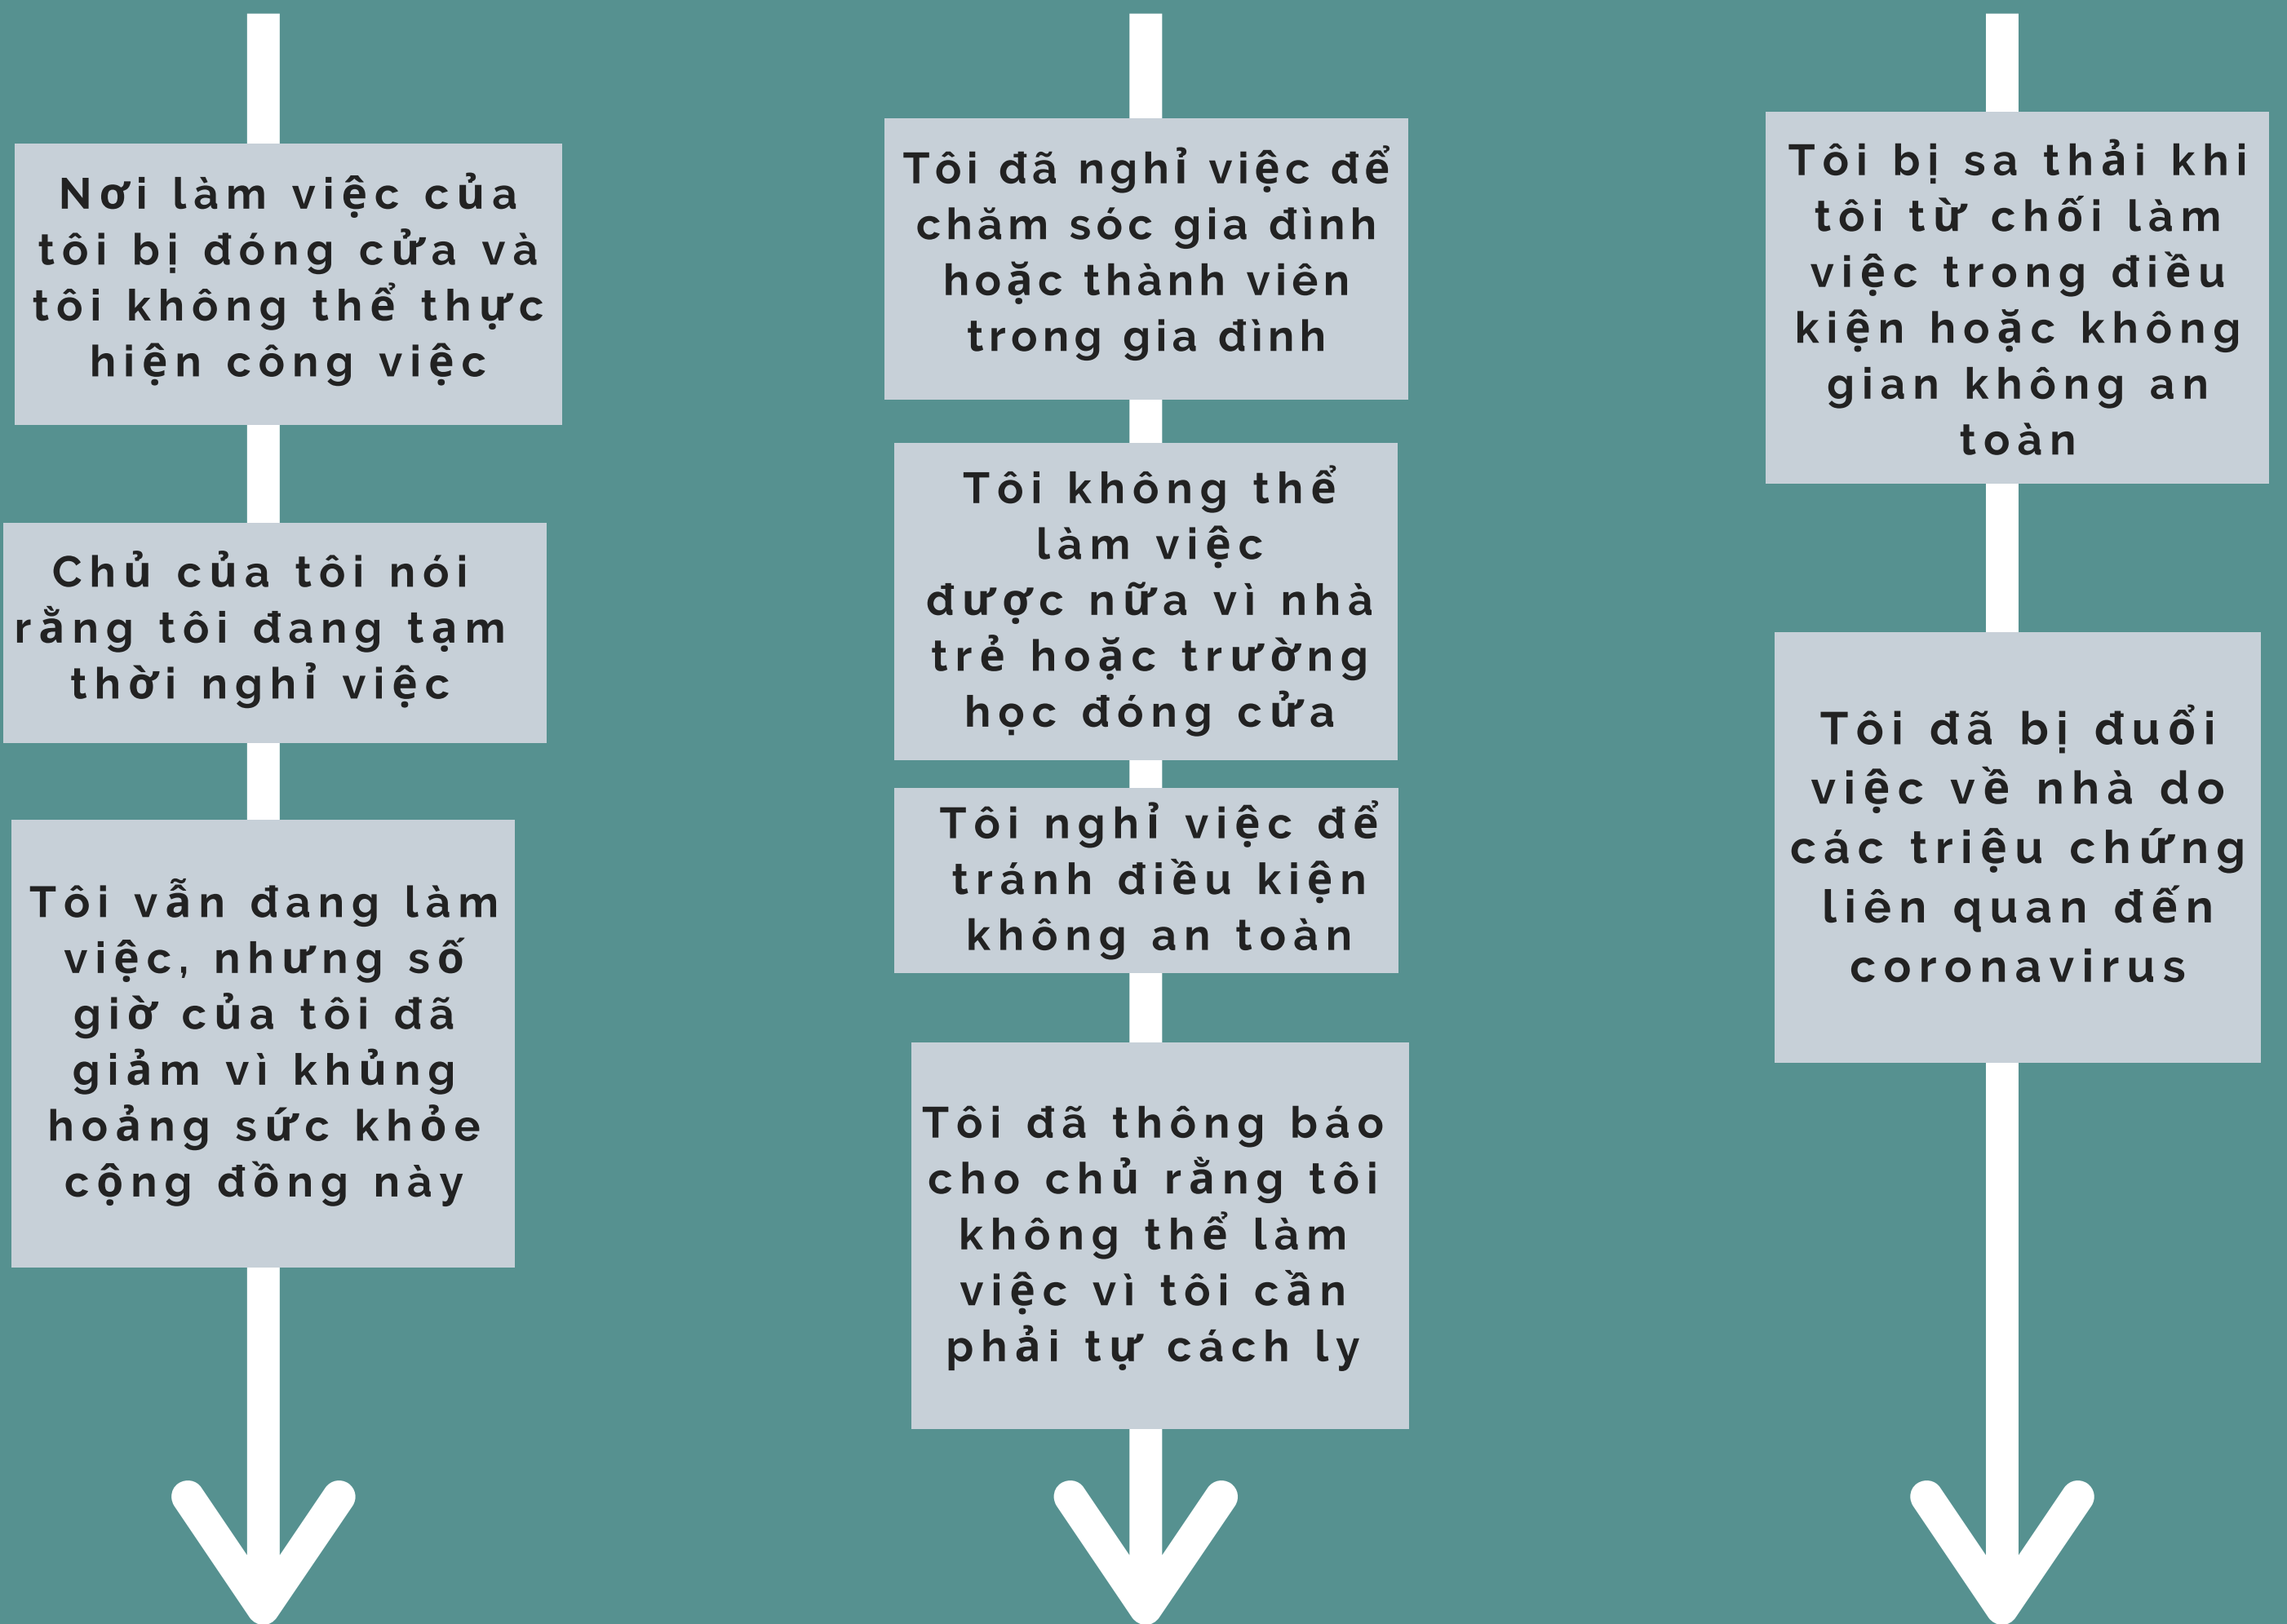 Nơi làm việc của
tôi bị đóng cửa và
tôi không thể thực
hiện công việc
Chủ của tôi nói
rằng tôi đang tạm
thời nghỉ việc
Tôi vẫn đang làm
việc, nhưng số
giờ của tôi đã
giảm vì khủng
hoảng sức khỏe
cộng đồng này
Tôi đã nghỉ việc để
chăm sóc gia đình
hoặc thành viên
trong gia đình
Tôi không thể
làm việc
được nữa vì nhà
trẻ hoặc trường
học đóng cửa
Tôi nghỉ việc để
tránh điều kiện
không an toàn
Tôi đã thông báo
cho chủ rằng tôi
không thể làm
việc vì tôi cần
phải tự cách ly
Tôi bị sa thải khi
tôi từ chối làm
việc trong điều
kiện hoặc không
gian không an
toàn
Tôi đã bị đuổi
việc về nhà do
các triệu chứng
liên quan đến
coronavirus